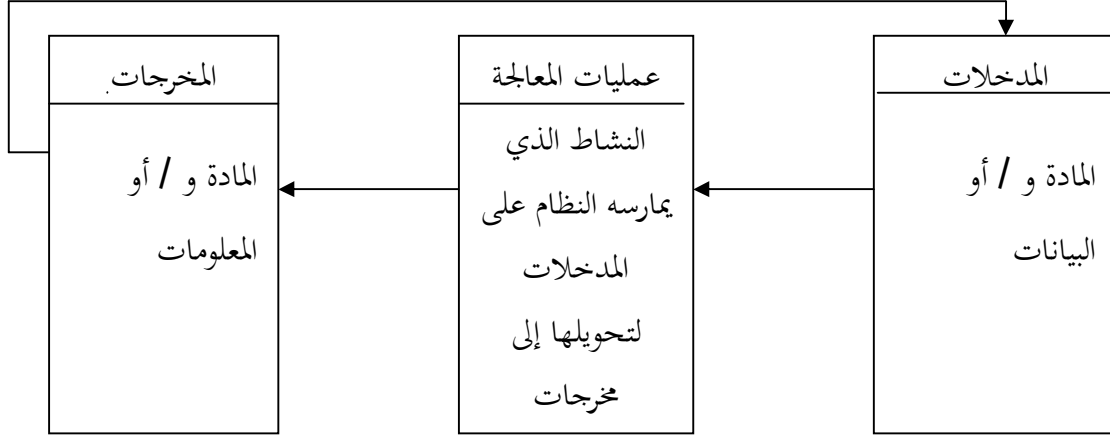 المدخلات
المادة و / أو
البيانات
عمليات المعالجة
النشاط الذي
يمارسه النظام على
المدخلات
لتحويلها إلى
مخرجات
المخرجات
المادة و / أو
المعلومات